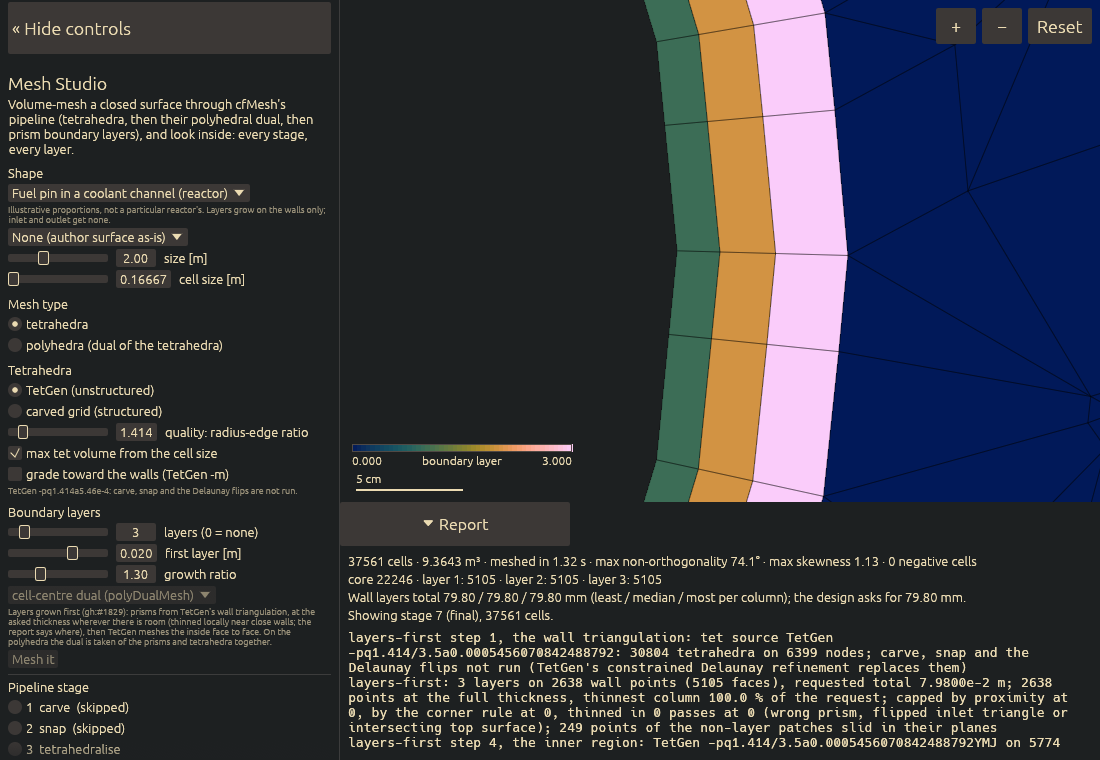 « Hide controls
Mesh Studio
Volume-mesh a closed surface through cfMesh's
pipeline (tetrahedra, then their polyhedral dual, then
prism boundary layers), and look inside: every stage,
every layer.
Shape
Fuel pin in a coolant channel (reactor)
Illustrative proportions, not a particular reactor's. Layers grow on the walls only;
inlet and outlet get none.
None (author surface as-is)
2.00 size [m]
0.16667 cell size [m]
Mesh type
tetrahedra
polyhedra (dual of the tetrahedra)
Tetrahedra
TetGen (unstructured)
carved grid (structured)
1.414 quality: radius-edge ratio
max tet volume from the cell size
grade toward the walls (TetGen -m)
TetGen -pq1.414a5.46e-4: carve, snap and the Delaunay flips are not run.
Boundary layers
3 layers (0 = none)
0.020 first layer [m]
1.30 growth ratio
cell-centre dual (polyDualMesh)
Layers grown first (gh:#1829): prisms from TetGen's wall triangulation, at the
asked thickness wherever there is room (thinned locally near close walls; the
report says where), then TetGen meshes the inside face to face. On the
polyhedra the dual is taken of the prisms and tetrahedra together.
Mesh it
Pipeline stage
1 carve (skipped)
2 snap (skipped)
3 tetrahedralise
+ − Reset
0.000 boundary layer 3.000
5 cm
Report
37561 cells · 9.3643 m³ · meshed in 1.32 s · max non-orthogonality 74.1° · max skewness 1.13 · 0 negative cells
core 22246 · layer 1: 5105 · layer 2: 5105 · layer 3: 5105
Wall layers total 79.80 / 79.80 / 79.80 mm (least / median / most per column); the design asks for 79.80 mm.
Showing stage 7 (final), 37561 cells.
layers-first step 1, the wall triangulation: tet source TetGen
-pq1.414/3.5a0.0005456070842488792: 30804 tetrahedra on 6399 nodes; carve, snap and the
Delaunay flips not run (TetGen's constrained Delaunay refinement replaces them)
layers-first: 3 layers on 2638 wall points (5105 faces), requested total 7.9800e-2 m; 2638
points at the full thickness, thinnest column 100.0 % of the request; capped by proximity at
0, by the corner rule at 0, thinned in 0 passes at 0 (wrong prism, flipped inlet triangle or
intersecting top surface); 249 points of the non-layer patches slid in their planes
layers-first step 4, the inner region: TetGen -pq1.414/3.5a0.0005456070842488792YMJ on 5774